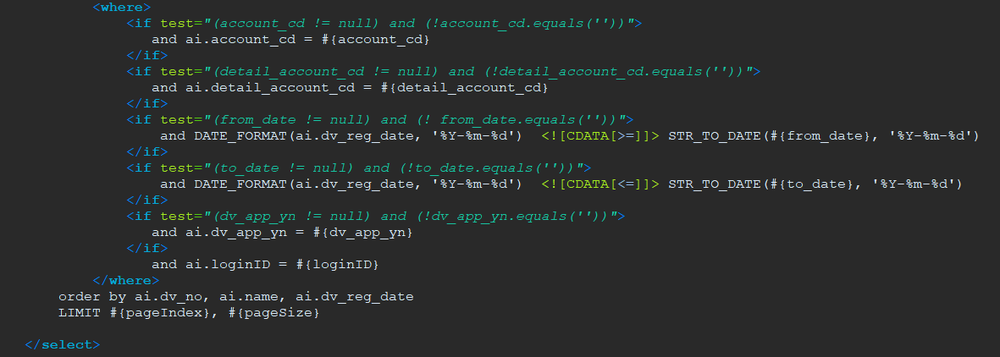 <where>
<if test="(account_cd != null) and (!account_cd.equals(''))">
and ai.account_cd = #{account_cd}
</if>
<if test="(detail_account_cd != null) and (!detail_account_cd.equals(''))">
and ai.detail_account_cd = #{detail_account_cd}
</if>
<if test="(from_date != null) and (! from_date.equals(''))">
and DATE_FORMAT(ai.dv_reg_date, '%Y-%m-%d')  <![CDATA[>=]]> STR_TO_DATE(#{from_date}, '%Y-%m-%d')
</if>
<if test="(to_date != null) and (!to_date.equals(''))">
and DATE_FORMAT(ai.dv_reg_date, '%Y-%m-%d')  <![CDATA[<=]]> STR_TO_DATE(#{to_date}, '%Y-%m-%d')
</if>
<if test="(dv_app_yn != null) and (!dv_app_yn.equals(''))">
and ai.dv_app_yn = #{dv_app_yn}
</if>
and ai.loginID = #{loginID}
</where>
order by ai.dv_no, ai.name, ai.dv_reg_date
LIMIT #{pageIndex}, #{pageSize}
</select>